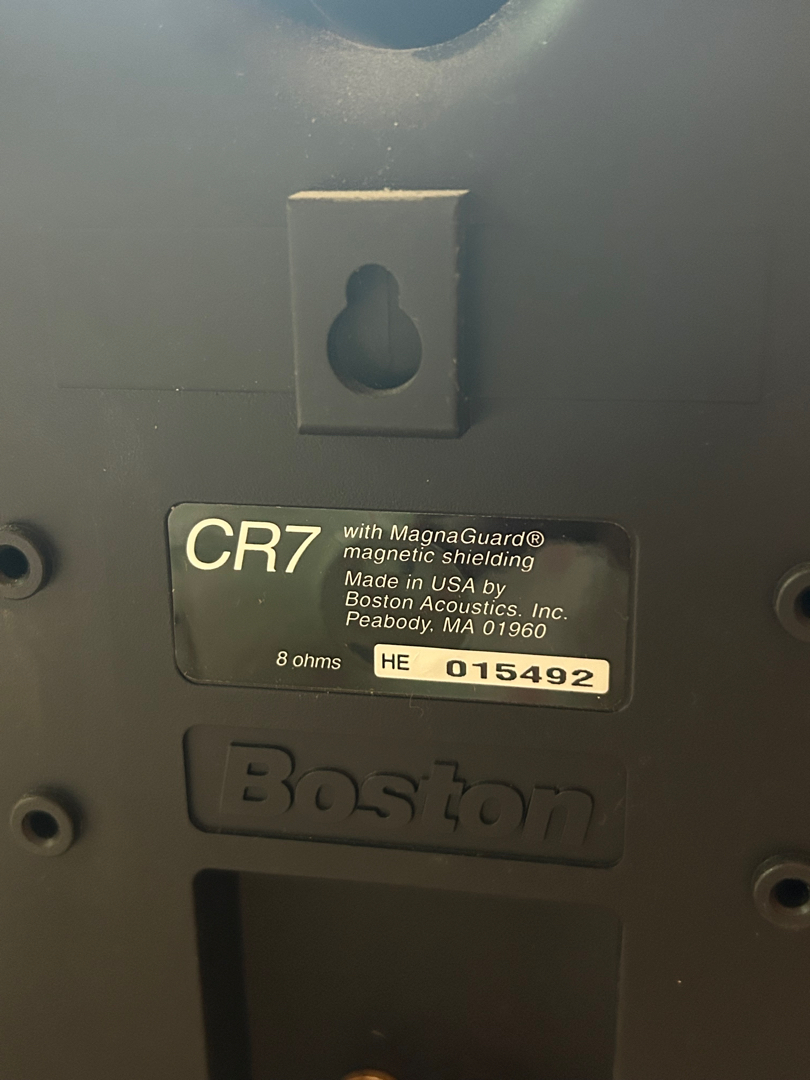 CR7
with MagnaGuard®
magnetic shielding
Made in USA by
Boston Acoustics. Inc.
Peabody, MA 01960
8 ohms
HE 015492
Boston